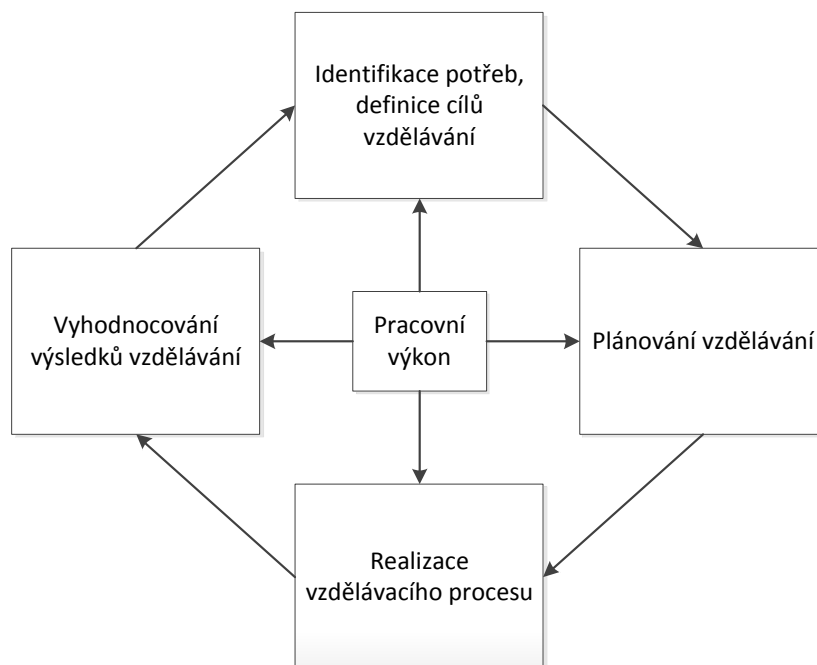 Identifikace potřeb,
definice cílů
vzdělávání
Vyhodnocování
výsledků vzdělávání
Pracovní
výkon
Plánování vzdělávání
Realizace
vzdělávacího procesu